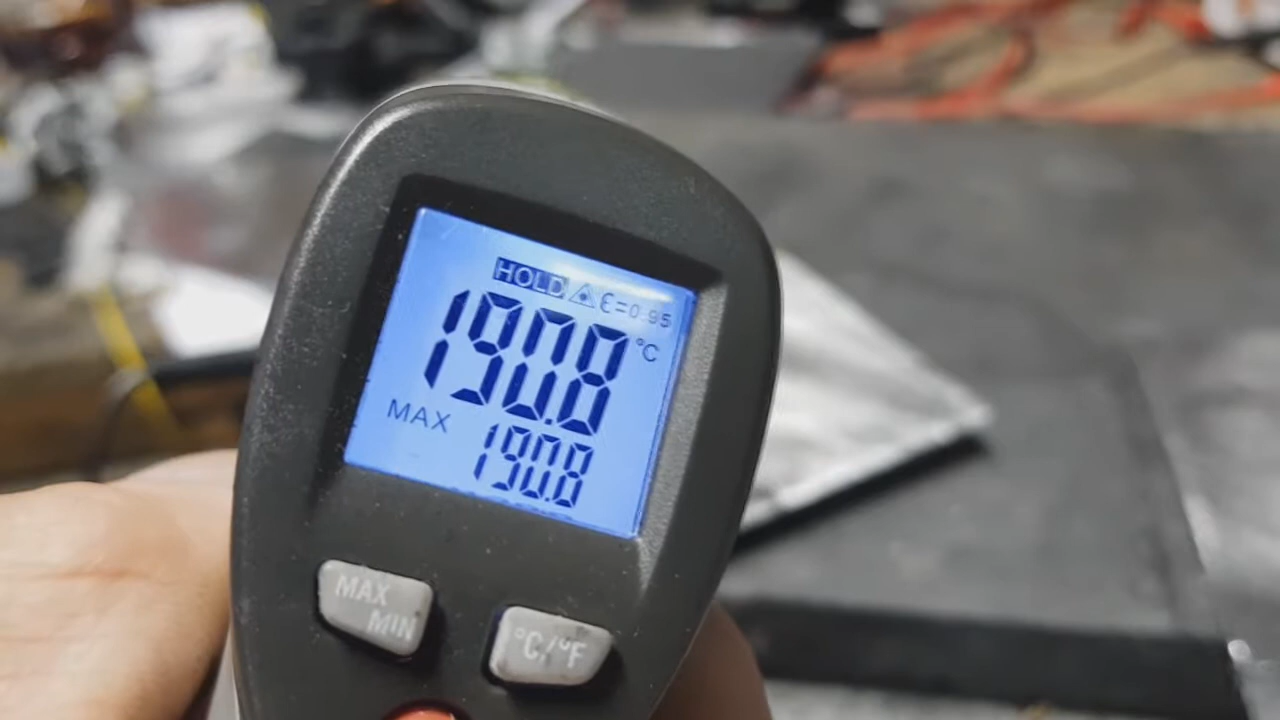 HOLD ε=0.95
190.8 °C
MAX 190.8
MAX
MIN
°C/°F